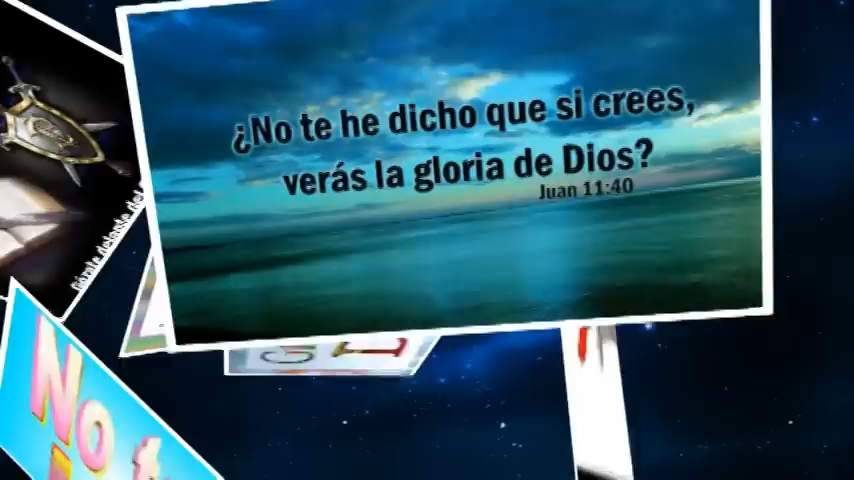 ¿No te he dicho que si crees,
verás la gloria de Dios?
Juan 11:40
No t